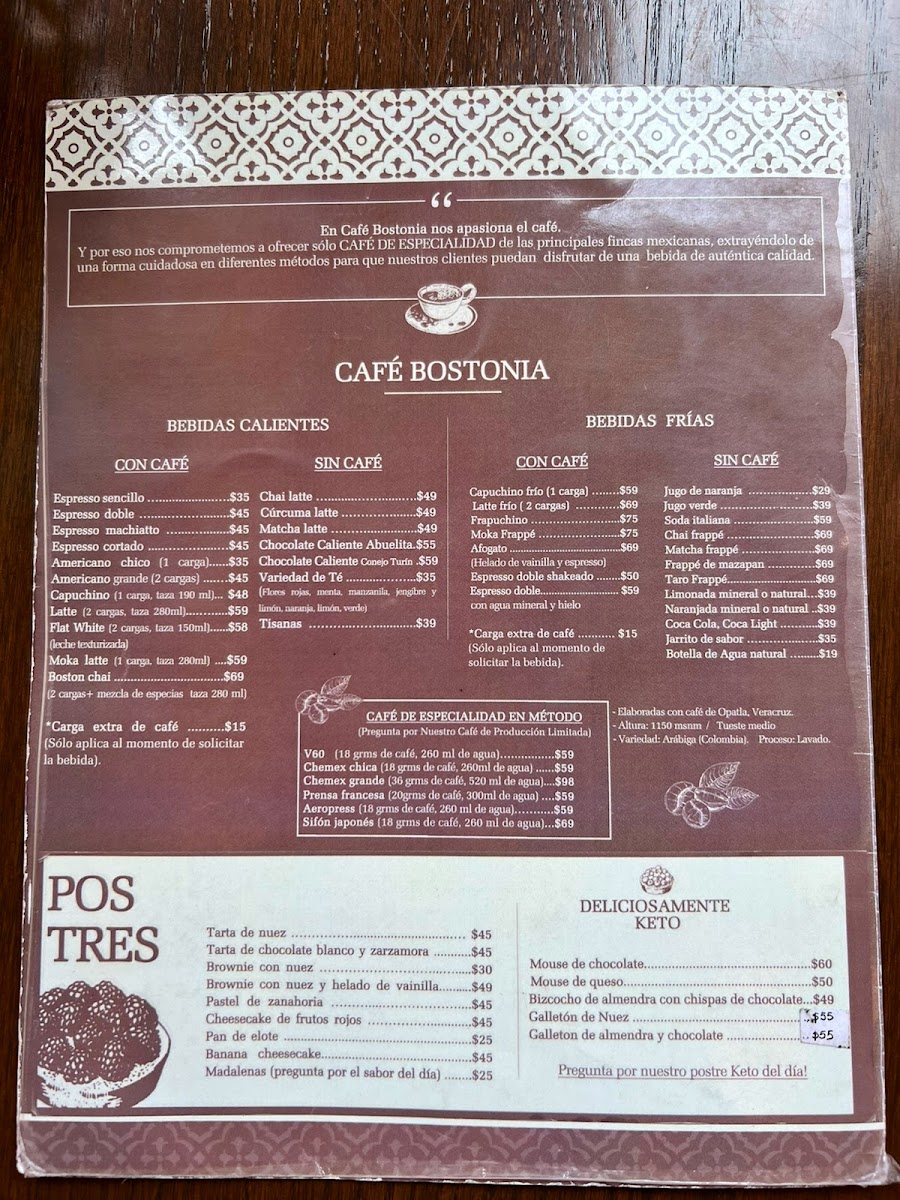 “
En Café Bostonia nos apasiona el café.
Y por eso nos comprometemos a ofrecer sólo CAFÉ DE ESPECIALIDAD de las principales fincas mexicanas, extrayéndolo de
una forma cuidadosa en diferentes métodos para que nuestros clientes puedan disfrutar de una bebida de auténtica calidad.
CAFÉ BOSTONIA
BEBIDAS CALIENTES
CON CAFÉ
Espresso sencillo ..................$35
Espresso doble ....................$45
Espresso machiatto ...............$45
Espresso cortado ..................$45
Americano chico (1 carga).....$35
Americano grande (2 cargas) ......$45
Capuchino (1 carga, taza 190 ml)... $48
Latte (2 cargas, taza 280ml)..............$59
Flat White (2 cargas, taza 150ml)......$58
(leche texturizada)
Moka latte (1 carga, taza 280ml) ....$59
Boston chai ..............................$69
(2 cargas+ mezcla de especias taza 280 ml)
*Carga extra de café ..........$15
(Sólo aplica al momento de solicitar
la bebida).
SIN CAFÉ
Chai latte ...........................$49
Cúrcuma latte ....................$49
Matcha latte .......................$49
Chocolate Caliente Abuelita.$55
Chocolate Caliente Conejo Turin .$59
Variedad de Té ..................$35
(Flores rojas, menta, manzanila, jengibre y
limón, naranja, limón, verde)
Tisanas ............................$39
BEBIDAS FRÍAS
CON CAFÉ
Capuchino frío (1 carga) ........$59
Latte frío ( 2 cargas) ............$69
Frapuchino ..........................$75
Moka Frappé .......................$75
Afogato ...............................$69
(Helado de vainilla y espresso)
Espresso doble shakeado .......$50
Espresso doble..................... $59
con agua mineral y hielo
*Carga extra de café ........... $15
(Sólo aplica al momento de
solicitar la bebida).
SIN CAFÉ
Jugo de naranja ...................$29
Jugo verde ..........................$39
Soda italiana .......................$59
Chai frappé .........................$69
Matcha frappé .....................$69
Frappé de mazapan ..............$69
Taro Frappé.........................$69
Limonada mineral o natural...$39
Naranjada mineral o natural ..$39
Coca Cola, Coca Light ...........$39
Jarrito de sabor ...................$35
Botella de Agua natural .........$19
CAFÉ DE ESPECIALIDAD EN MÉTODO
(Pregunta por Nuestro Café de Producción Limitada)
V60 (18 grms de café, 260 ml de agua)................$59
Chemex chica (18 grms de café, 260ml de agua) .....$59
Chemex grande (36 grms de café, 520 ml de agua)....$98
Prensa francesa (20grms de café, 300ml de agua) ....$59
Aeropress (18 grms de café, 260 ml de agua)...........$59
Sifón japonés (18 grms de café, 260 ml de agua)...$69
- Elaboradas con café de Opatla, Veracruz.
- Altura: 1150 msnm / Tueste medio
- Variedad: Arábiga (Colombia). Proceso: Lavado.
POS
TRES
Tarta de nuez ........................................ $45
Tarta de chocolate blanco y zarzamora ..........$45
Brownie con nuez ..................................$30
Brownie con nuez y helado de vainilla.........$49
Pastel de zanahoria ................................$45
Cheesecake de frutos rojos .......................$45
Pan de elote .........................................$25
Banana cheesecake.................................$45
Madalenas (pregunta por el sabor del día) .......$25
DELICIOSAMENTE
KETO
Mouse de chocolate.......................................$60
Mouse de queso............................................$50
Bizcocho de almendra con chispas de chocolate...$49
Galletón de Nuez ..........................................$55
Galleton de almendra y chocolate ....................$55
Pregunta por nuestro postre Keto del día!